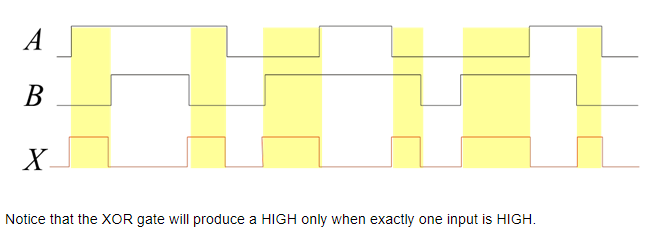 A
B
X
Notice that the XOR gate will produce a HIGH only when exactly one input is HIGH.